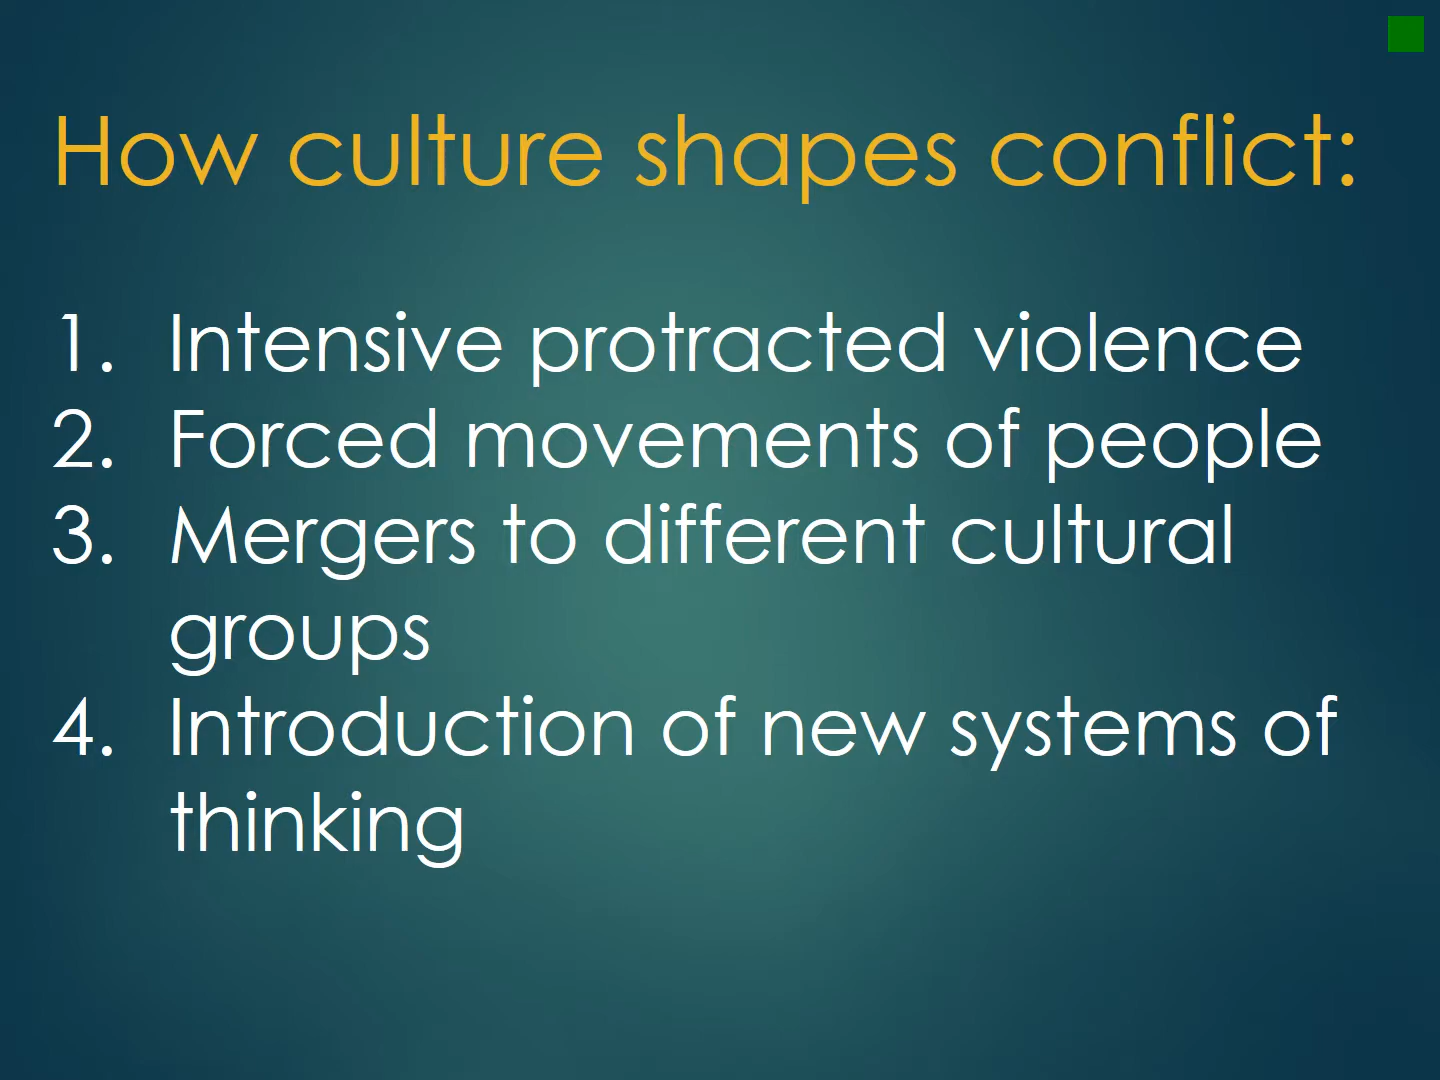 How culture shapes conflict:
1. Intensive protracted violence
2. Forced movements of people
3. Mergers to different cultural
groups
4. Introduction of new systems of
thinking